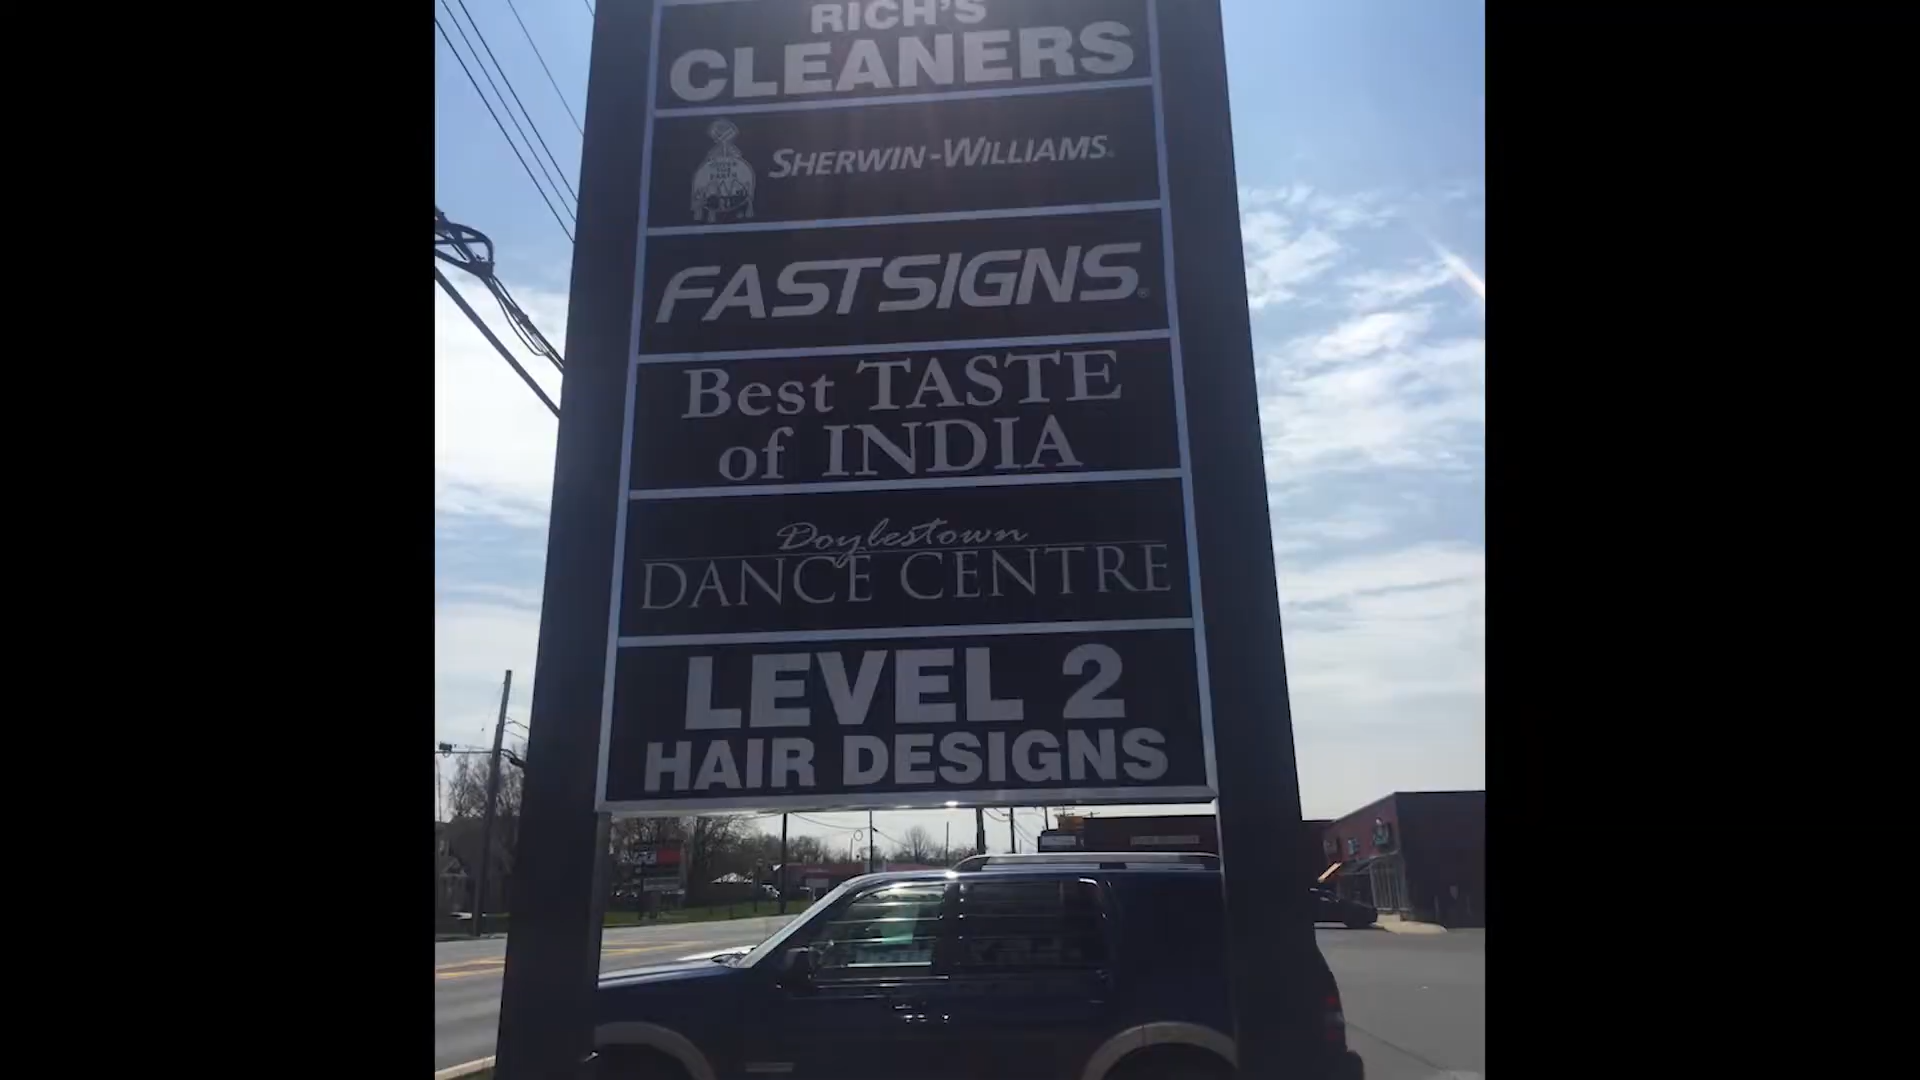 RICH'S
CLEANERS
SHERWIN-WILLIAMS.
FASTSIGNS®
Best TASTE
of INDIA
Doylestown
DANCE CENTRE
LEVEL 2
HAIR DESIGNS